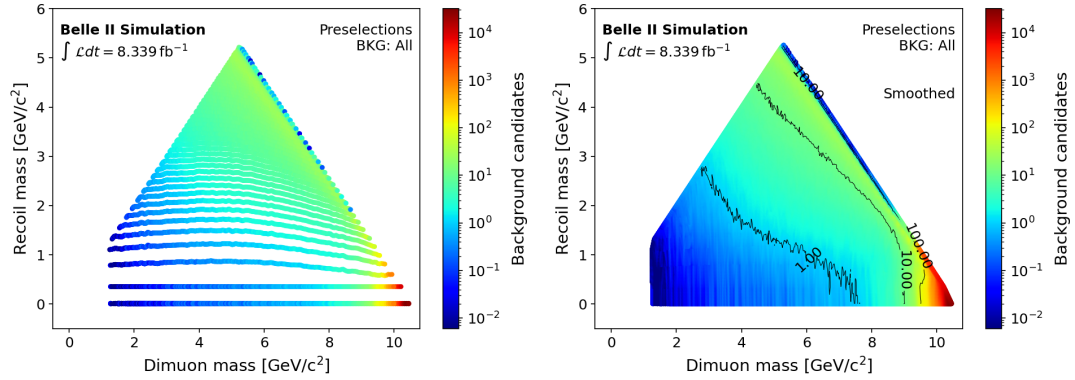 Belle II Simulation
∫ ℒdt = 8.339 fb⁻¹
Preselections
BKG: All
6
5
4
3
2
1
0
Recoil mass [GeV/c²]
0 2 4 6 8 10
Dimuon mass [GeV/c²]
10⁴
10³
10²
10¹
10⁰
10⁻¹
10⁻²
Background candidates
Belle II Simulation
∫ ℒdt = 8.339 fb⁻¹
Preselections
BKG: All
Smoothed
10.00
1.00
10.00
100.00
6
5
4
3
2
1
0
Recoil mass [GeV/c²]
0 2 4 6 8 10
Dimuon mass [GeV/c²]
10⁴
10³
10²
10¹
10⁰
10⁻¹
10⁻²
Background candidates